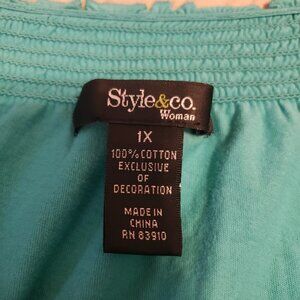 Style&co.
Woman
1X
100% COTTON
EXCLUSIVE
OF
DECORATION
MADE IN
CHINA
RN 83910